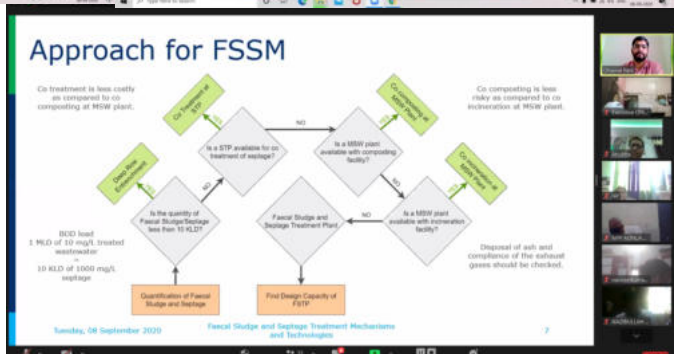 Approach for FSSM
Co treatment is less costly
as compared to co
composting at MSW plant.
Co composting is less
risky as compared to co
incineration at MSW plant.
Co Treatment at
STP
YES
NO
Co composting at
MSW Plant
YES
Is a STP available for co
treatment of septage?
Is a MSW plant
available with composting
facility?
Deep Row
Entrenchment
YES
NO
NO
Co incineration at
MSW Plant
YES
Is the quantity of
Faecal Sludge/Septage
less than 10 KLD?
Faecal Sludge and
Septage Treatment Plant
NO
Is a MSW plant
available with incineration
facility?
BOD load
1 MLD of 10 mg/L treated
wastewater
=
10 KLD of 1000 mg/L
septage
Disposal of ash and
compliance of the exhaust
gases should be checked.
Quantification of Faecal
Sludge and Septage
Find Design Capacity of
FSTP
Tuesday, 08 September 2020
Faecal Sludge and Septage Treatment Mechanisms
and Technologies
7